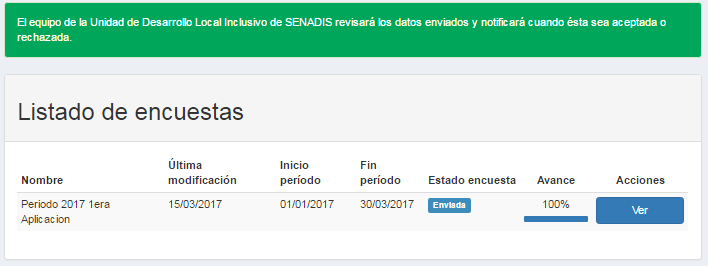 El equipo de la Unidad de Desarrollo Local Inclusivo de SENADIS revisará los datos enviados y notificará cuando ésta sea aceptada o
rechazada.
Listado de encuestas
Nombre Última modificación Inicio período Fin período Estado encuesta Avance Acciones
Periodo 2017 1era 15/03/2017 01/01/2017 30/03/2017 Enviada 100% Ver
Aplicacion